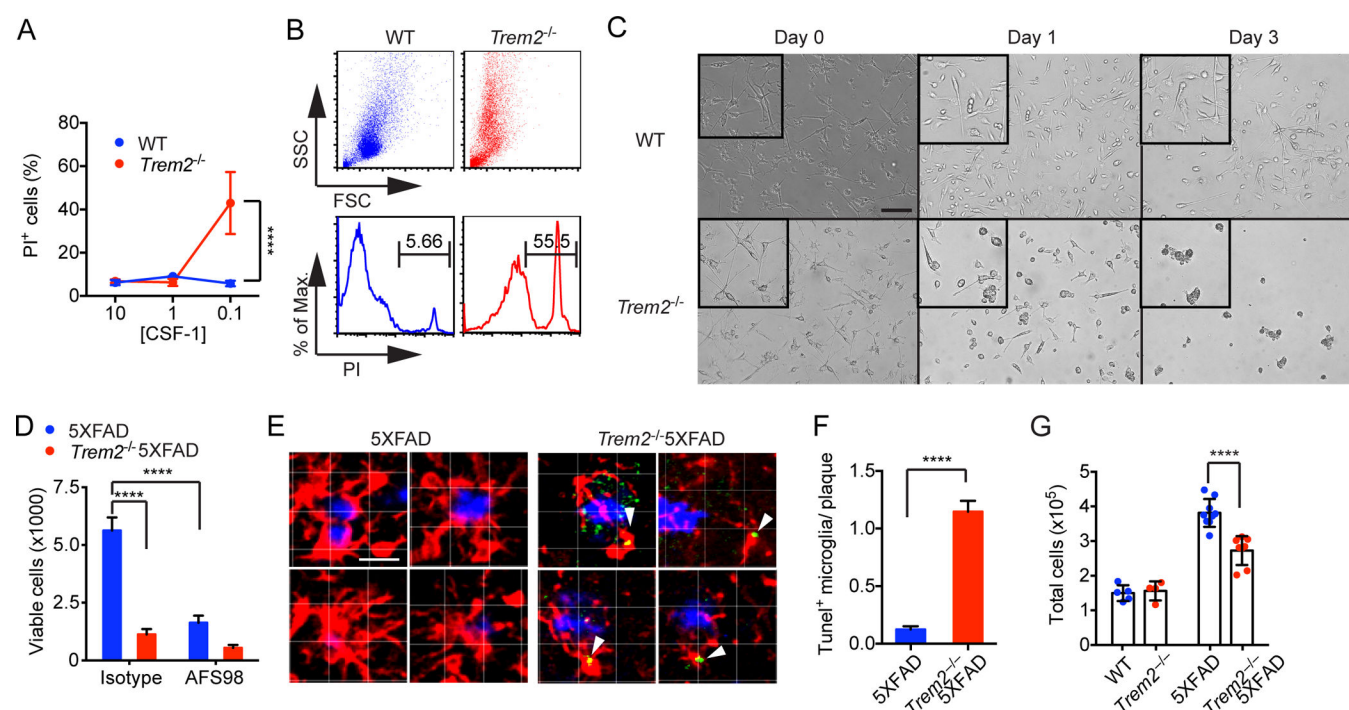 A
WT
Trem2-/-
PI+ cells (%)
80
60
40
20
0
10
1
0.1
[CSF-1]
****
B
WT
Trem2-/-
SSC
FSC
5.66
55.5
% of Max.
PI
C
Day 0
Day 1
Day 3
WT
Trem2-/-
D
5XFAD
Trem2-/-5XFAD
****
****
Viable cells (x1000)
7.5
5.0
2.5
0
Isotype
AFS98
E
5XFAD
Trem2-/-5XFAD
F
Tunel+ microglia/ plaque
1.5
1.0
0.5
0.0
****
5XFAD
Trem2-/-
5XFAD
G
Total cells (x10^5)
5
4
3
2
1
0
****
WT
Trem2-/-
5XFAD
Trem2-/-
5XFAD